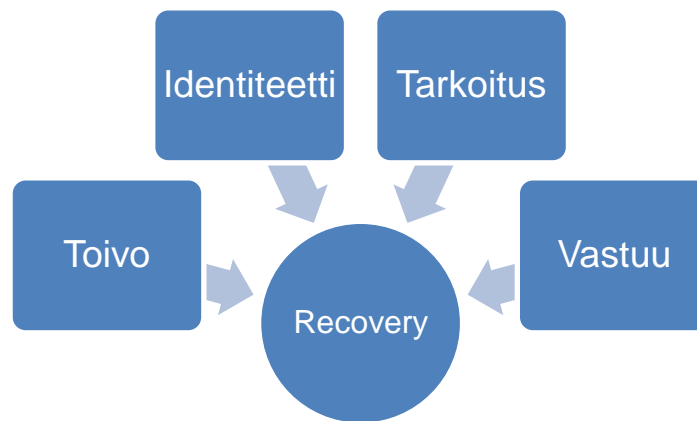 Identiteetti
Tarkoitus
Toivo
Vastuu
Recovery